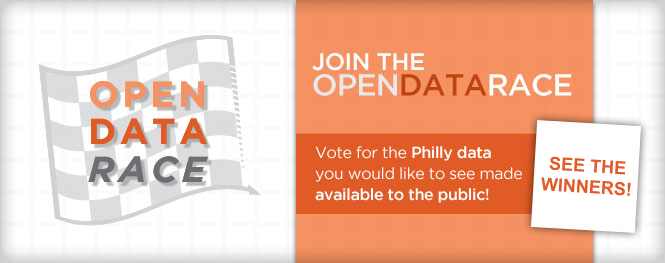 OPEN
DATA
RACE
JOIN THE
OPENDATARACE
Vote for the Philly data
you would like to see made
available to the public!
SEE THE
WINNERS!